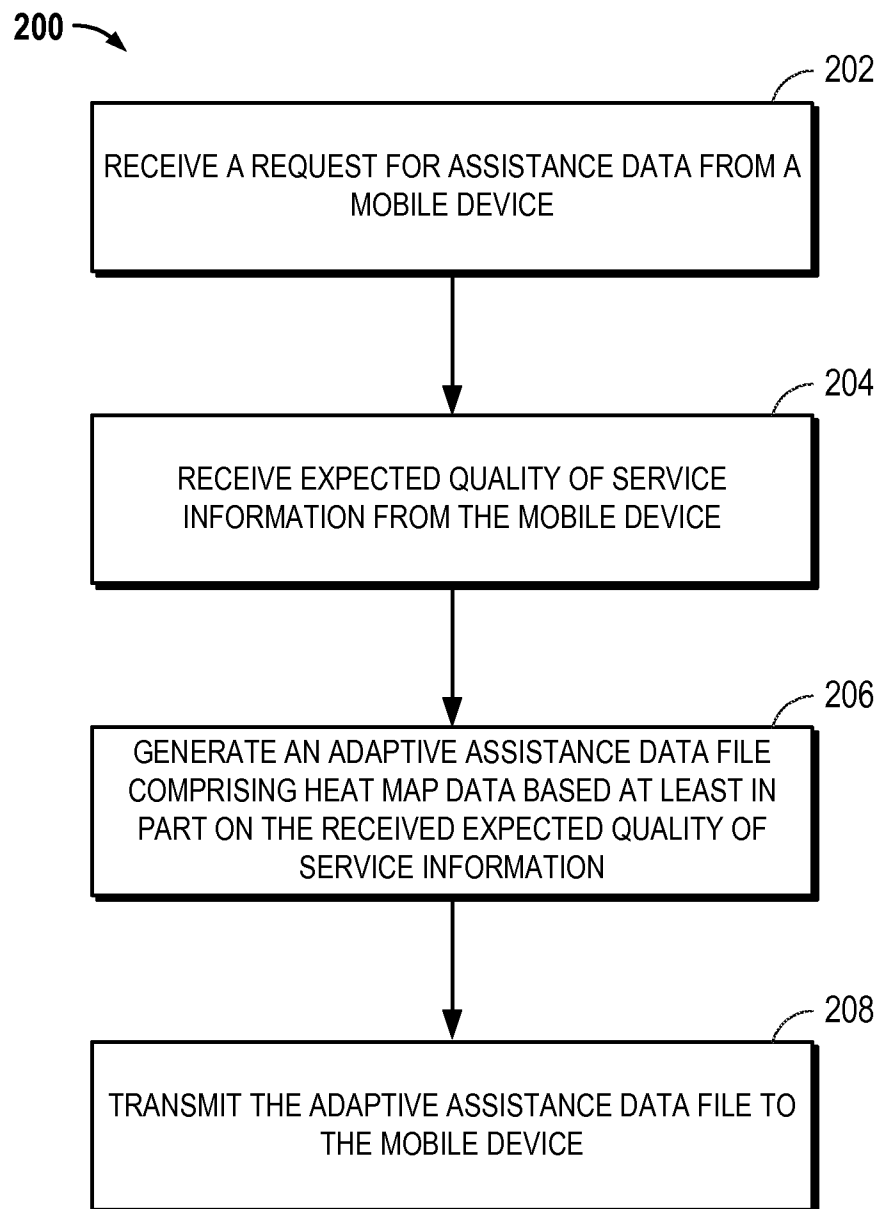 200
202
RECEIVE A REQUEST FOR ASSISTANCE DATA FROM A
MOBILE DEVICE
204
RECEIVE EXPECTED QUALITY OF SERVICE
INFORMATION FROM THE MOBILE DEVICE
206
GENERATE AN ADAPTIVE ASSISTANCE DATA FILE
COMPRISING HEAT MAP DATA BASED AT LEAST IN
PART ON THE RECEIVED EXPECTED QUALITY OF
SERVICE INFORMATION
208
TRANSMIT THE ADAPTIVE ASSISTANCE DATA FILE TO
THE MOBILE DEVICE